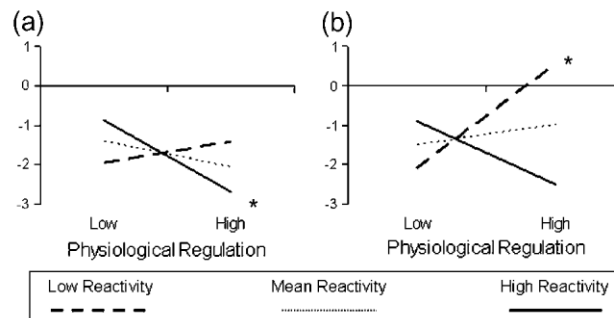 (a)
1
0
-1
-2
-3
*
Low High
Physiological Regulation
(b)
1
0
-1
-2
-3
*
Low High
Physiological Regulation
Low Reactivity Mean Reactivity High Reactivity